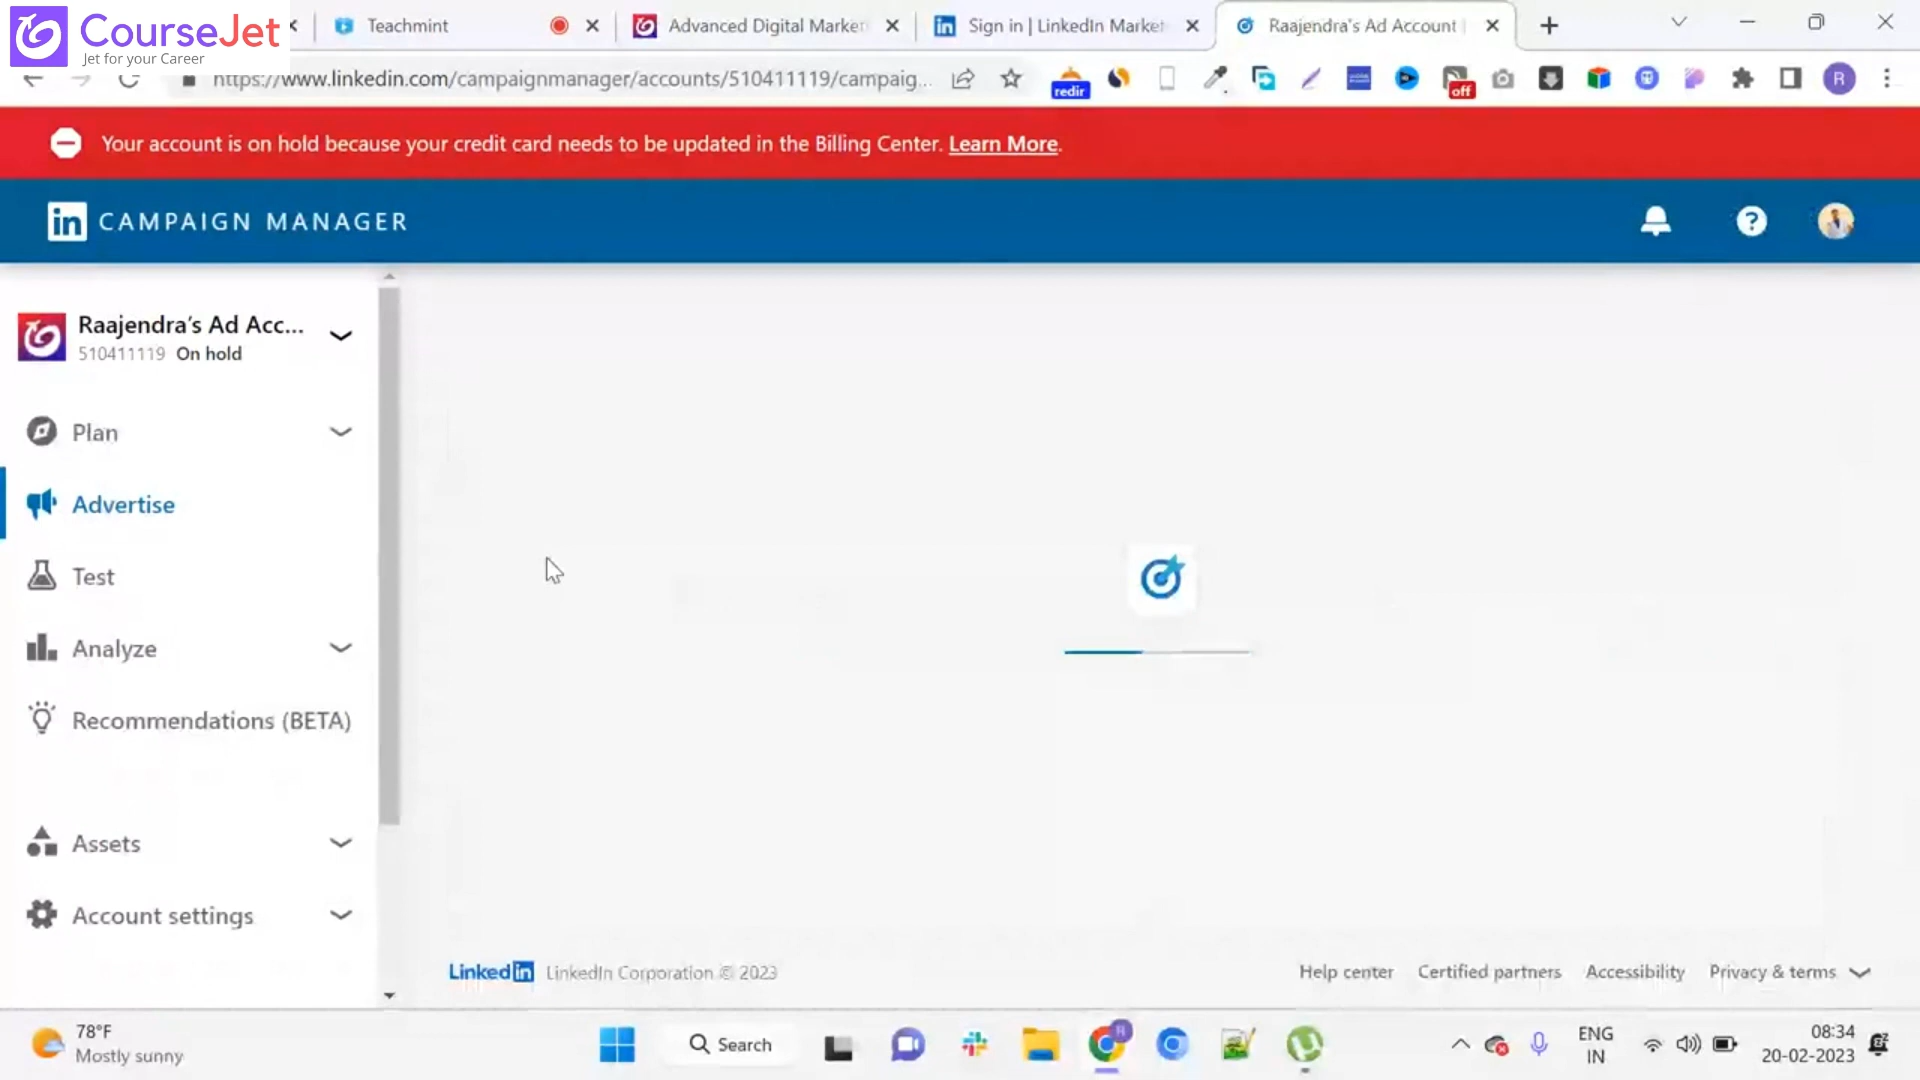 CourseJet
Jet for your Career
Teachmint
Advanced Digital Market
Sign in | LinkedIn Market
Raajendra's Ad Account |
https://www.linkedin.com/campaignmanager/accounts/510411119/campaig...
redir
off
R
Your account is on hold because your credit card needs to be updated in the Billing Center. Learn More.
in CAMPAIGN MANAGER
Raajendra's Ad Acc...
510411119 On hold
Plan
Advertise
Test
Analyze
Recommendations (BETA)
Assets
Account settings
LinkedIn LinkedIn Corporation © 2023
Help center
Certified partners
Accessibility
Privacy & terms
78°F
Mostly sunny
Search
ENG
IN
08:34
20-02-2023